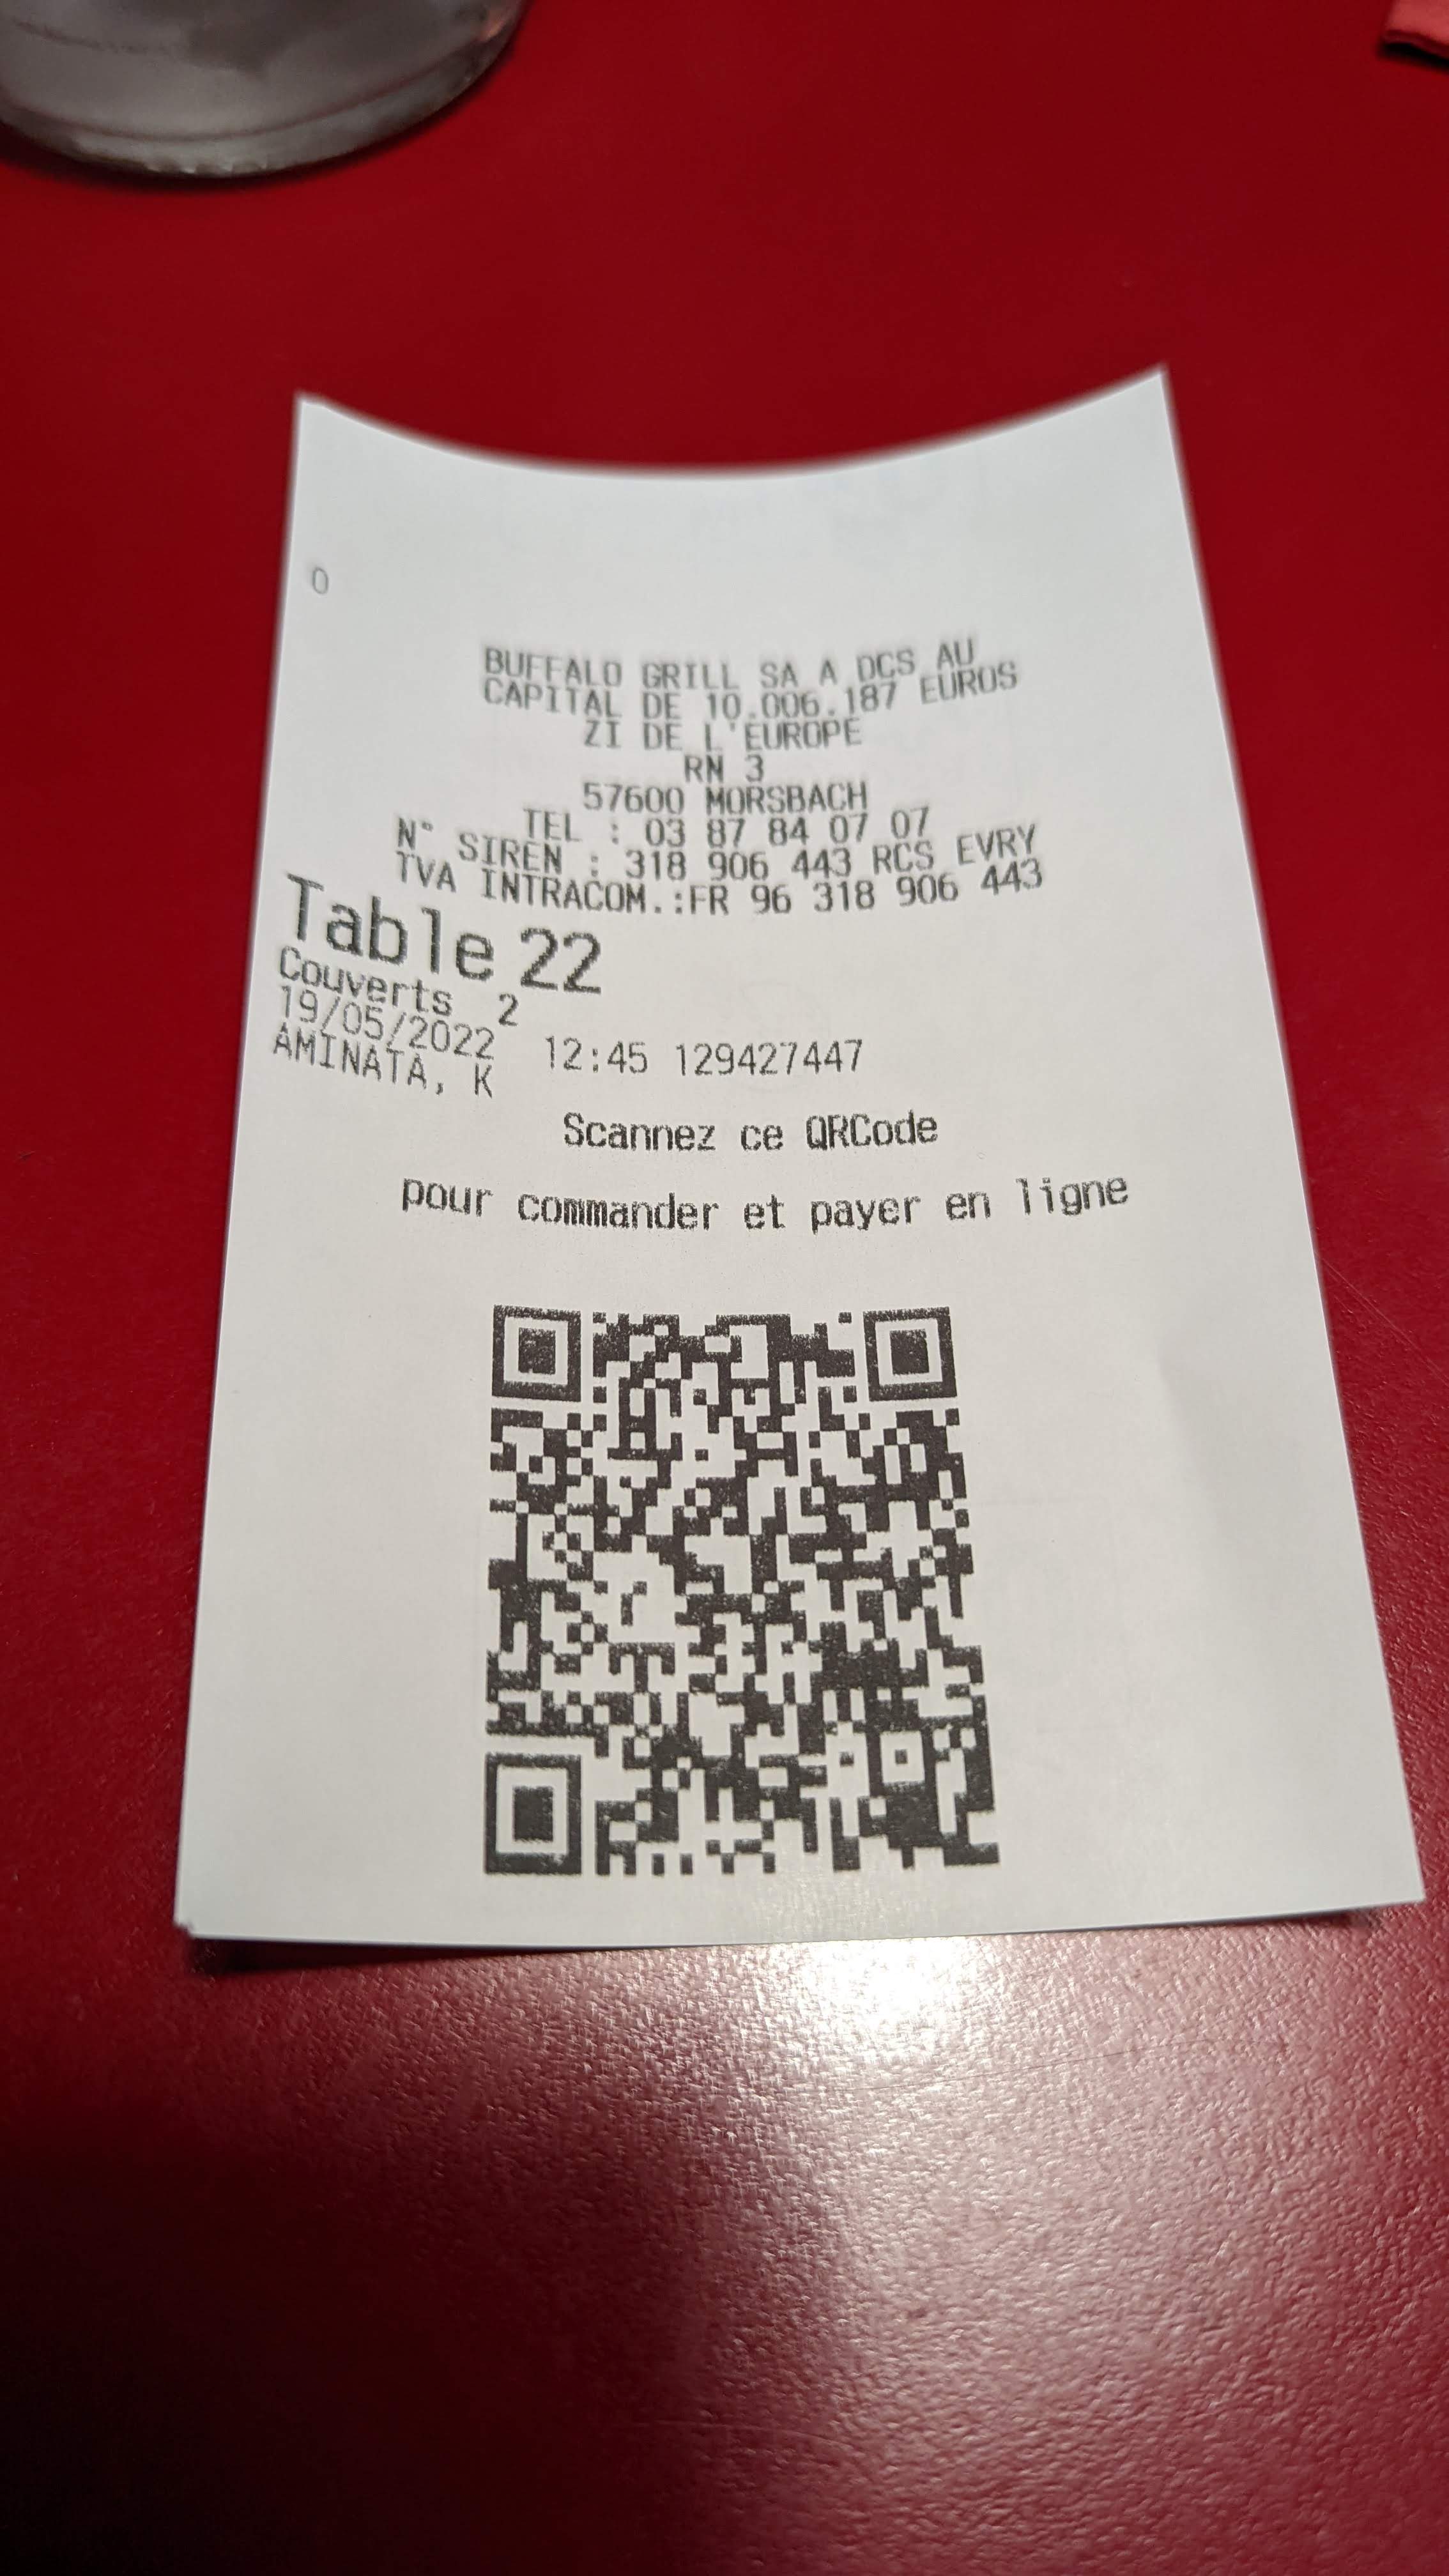 0
BUFFALO GRILL SA A DCS AU
CAPITAL DE 10.006.187 EUROS
ZI DE L'EUROPE
RN 3
57600 MORSBACH
TEL : 03 87 84 07 07
N° SIREN : 318 906 443 RCS EVRY
TVA INTRACOM.:FR 96 318 906 443
Table 22
Couverts 2
19/05/2022 12:45 129427447
AMINATA, K
Scannez ce QRCode
pour commander et payer en ligne